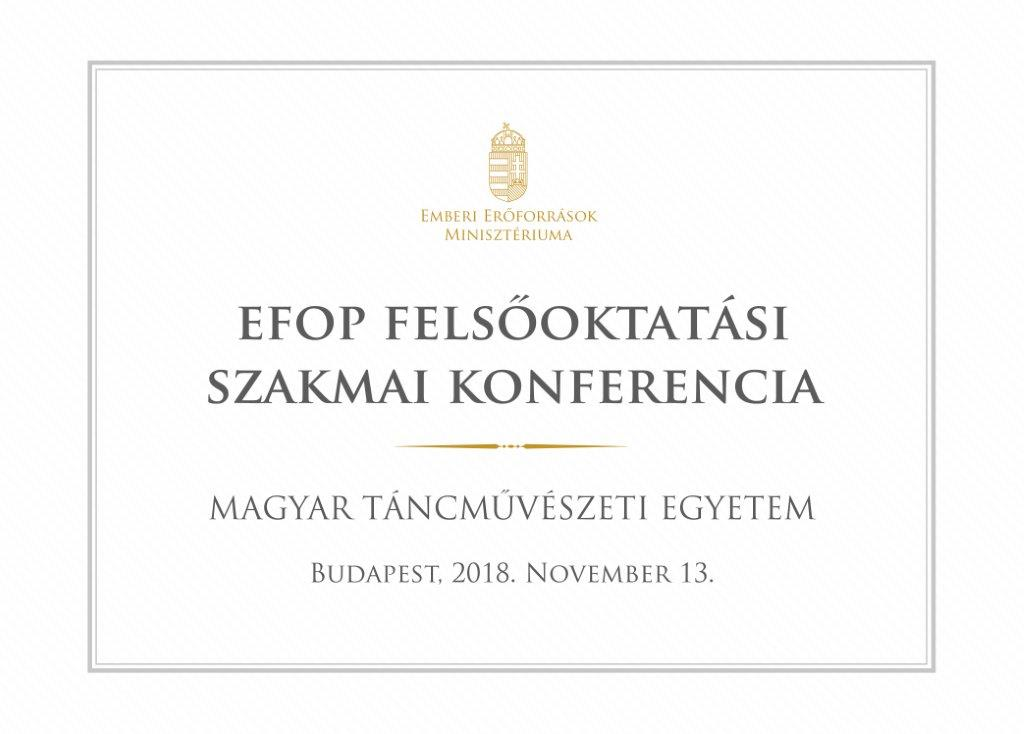 Emberi Erőforrások
Minisztériuma
EFOP FELSŐOKTATÁSI
SZAKMAI KONFERENCIA
MAGYAR TÁNCMŰVÉSZETI EGYETEM
Budapest, 2018. November 13.